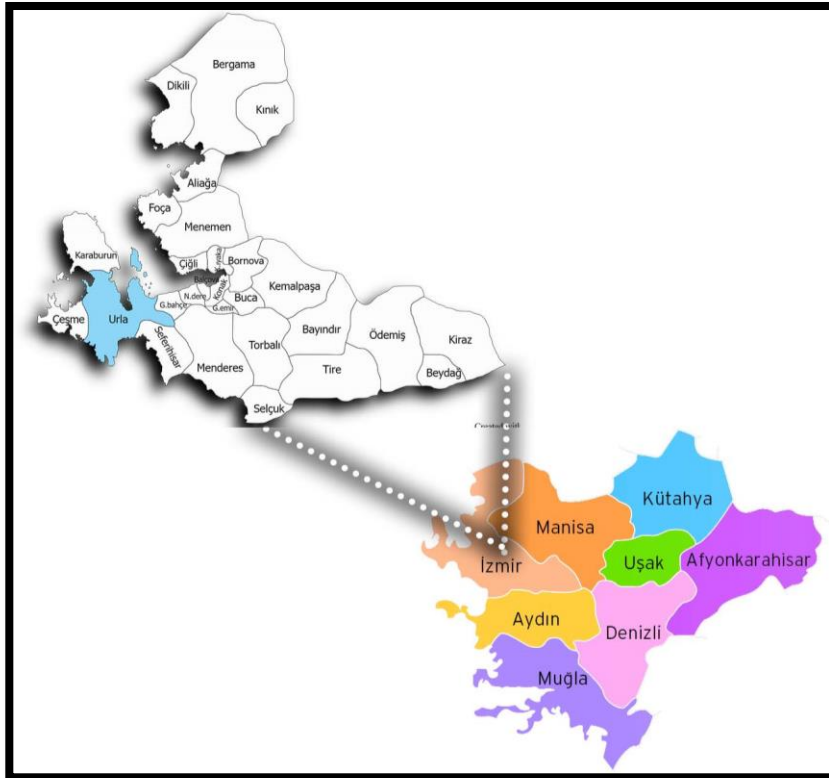 Bergama
Dikili
Kınık
Aliağa
Foça
Menemen
Karaburun
Çiğli
Bornova
Kemalpaşa
Konak
N.dere
G.bahçe
Buca
G.emir
Çeşme
Urla
Seferihisar
Menderes
Torbalı
Bayındır
Ödemiş
Kiraz
Tire
Beydağ
Selçuk
Kütahya
Manisa
Uşak
Afyonkarahisar
İzmir
Aydın
Denizli
Muğla